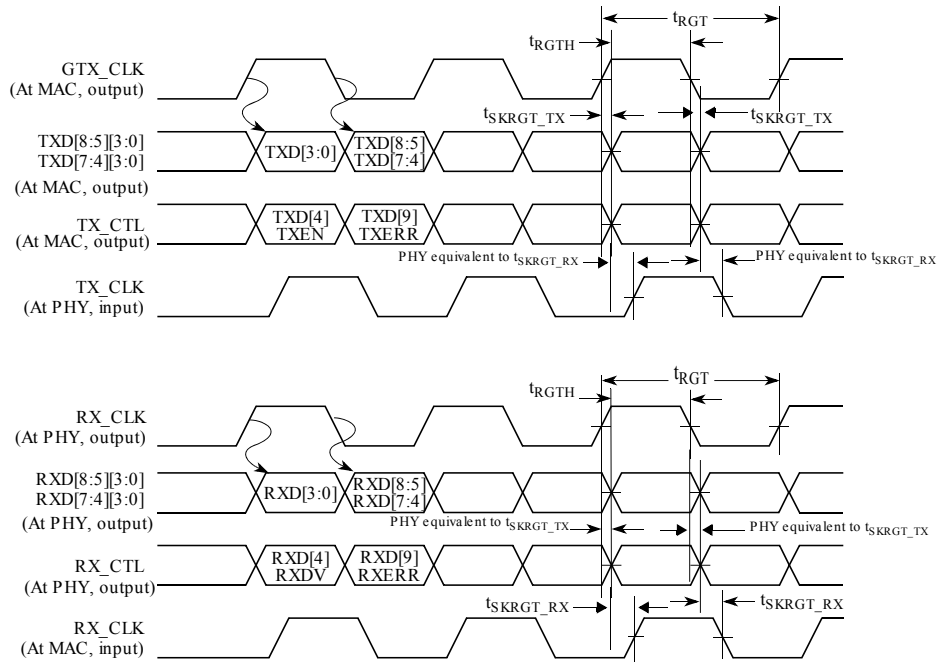 tRGT
tRGTH
GTX_CLK
(At MAC, output)
tSKRGT_TX
tSKRGT_TX
TXD[8:5][3:0]
TXD[7:4][3:0]
(At MAC, output)
TXD[3:0]
TXD[8:5]
TXD[7:4]
TX_CTL
(At MAC, output)
TXD[4]
TXEN
TXD[9]
TXERR
PHY equivalent to tSKRGT_RX
PHY equivalent to tSKRGT_RX
TX_CLK
(At PHY, input)
tRGT
tRGTH
RX_CLK
(At PHY, output)
RXD[8:5][3:0]
RXD[7:4][3:0]
(At PHY, output)
RXD[3:0]
RXD[8:5]
RXD[7:4]
PHY equivalent to tSKRGT_TX
PHY equivalent to tSKRGT_TX
RX_CTL
(At PHY, output)
RXD[4]
RXDV
RXD[9]
RXERR
tSKRGT_RX
tSKRGT_RX
RX_CLK
(At MAC, input)